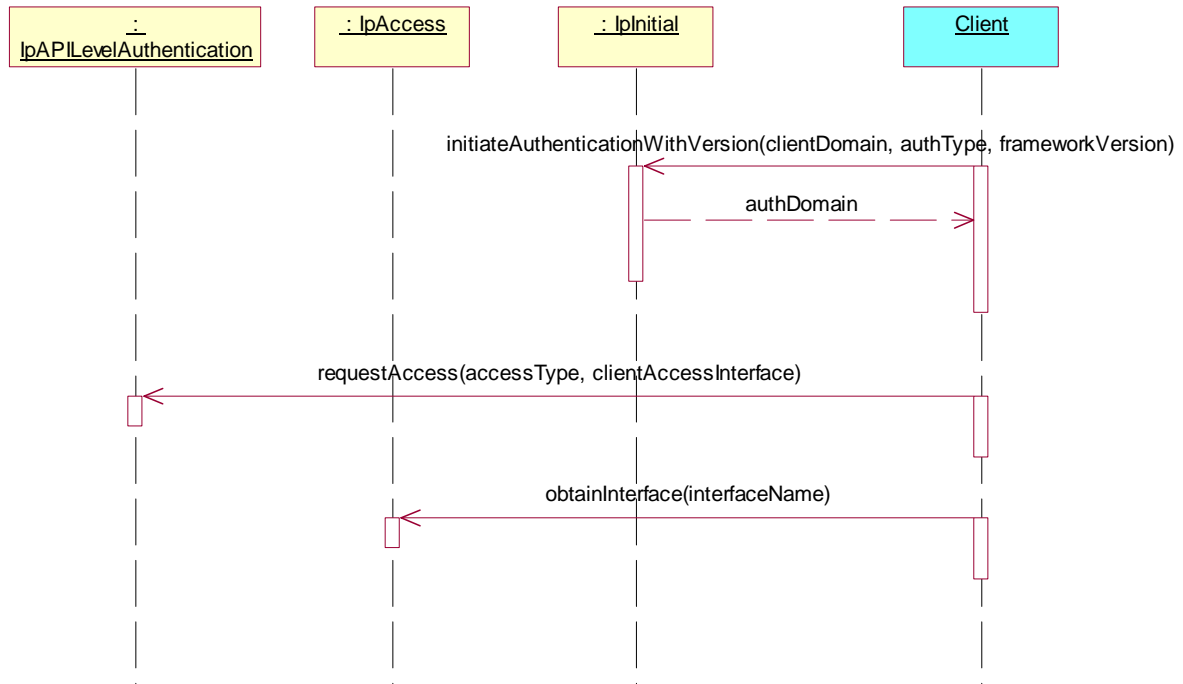 :
IpAPILevelAuthentication
: IpAccess
: IpInitial
Client
initiateAuthenticationWithVersion(clientDomain, authType, frameworkVersion)
authDomain
requestAccess(accessType, clientAccessInterface)
obtainInterface(interfaceName)